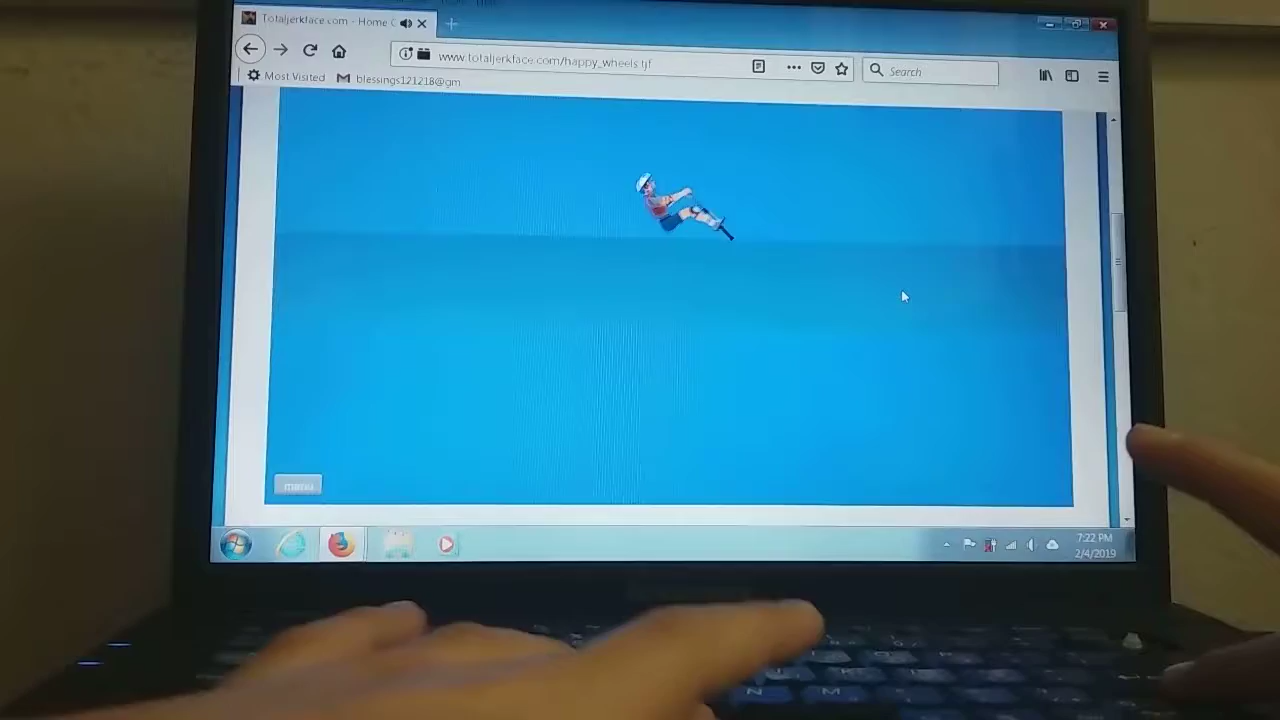 Totaljerkface.com - Home
www.totaljerkface.com/happy_wheels.tjf
Search
Most Visited
blessings121218@gm
menu
7:22 PM
2/4/2019
N
M